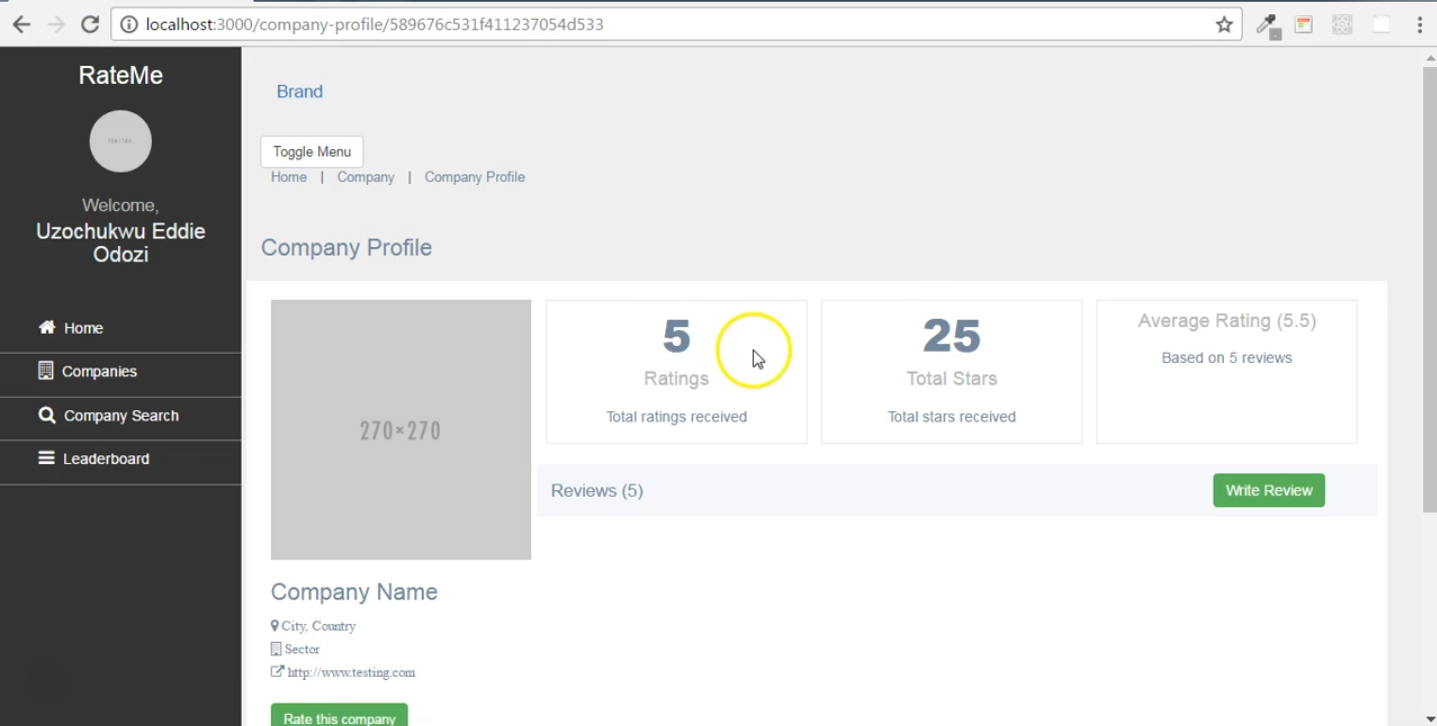 localhost:3000/company-profile/589676c531f411237054d533
RateMe
Welcome,
Uzochukwu Eddie
Odozi
Home
Companies
Company Search
Leaderboard
Brand
Toggle Menu
Home | Company | Company Profile
Company Profile
270×270
5
Ratings
Total ratings received
25
Total Stars
Total stars received
Average Rating (5.5)
Based on 5 reviews
Reviews (5)
Write Review
Company Name
City, Country
Sector
http://www.testing.com
Rate this company